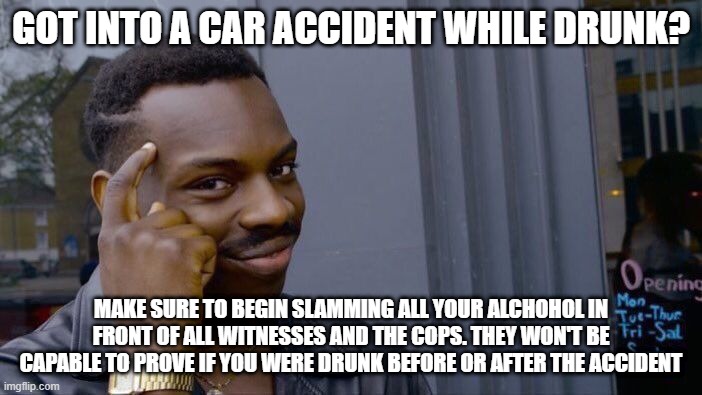 GOT INTO A CAR ACCIDENT WHILE DRUNK?
Opening
Mon
Tue-Thur
Fri-Sat
MAKE SURE TO BEGIN SLAMMING ALL YOUR ALCHOHOL IN
FRONT OF ALL WITNESSES AND THE COPS. THEY WON'T BE
CAPABLE TO PROVE IF YOU WERE DRUNK BEFORE OR AFTER THE ACCIDENT
imgflip.com